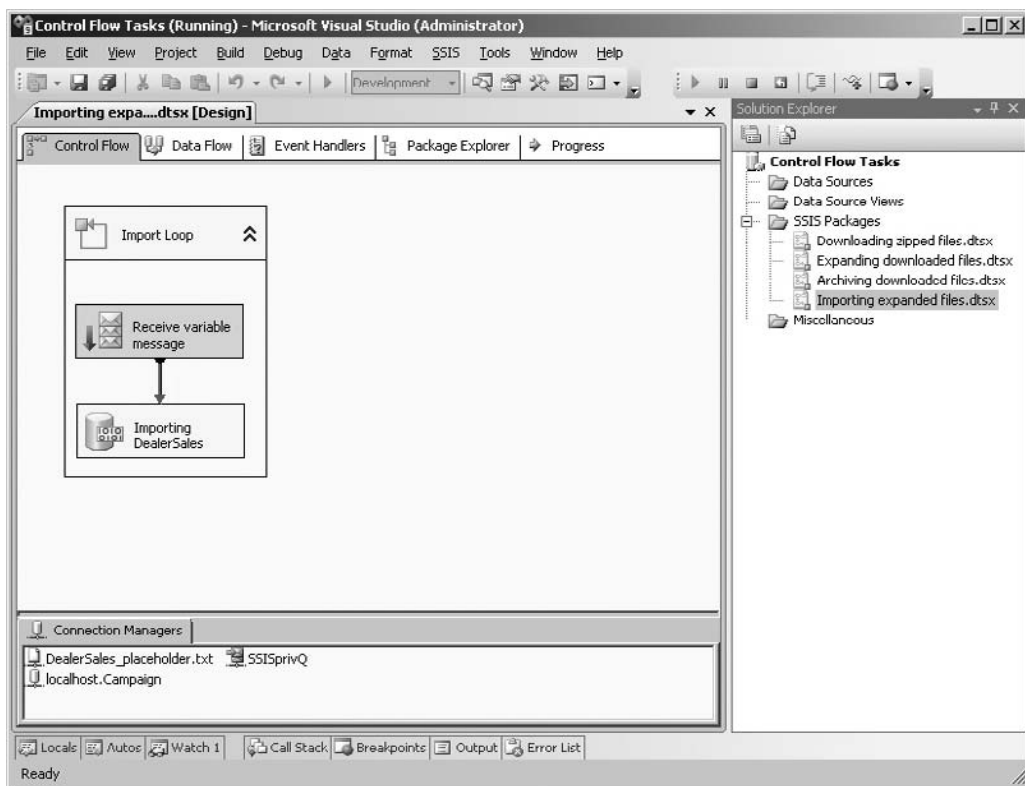 Control Flow Tasks (Running) - Microsoft Visual Studio (Administrator)
File Edit View Project Build Debug Data Format SSIS Tools Window Help
Development
Importing expa....dtsx [Design]
Control Flow Data Flow Event Handlers Package Explorer Progress
Import Loop
Receive variable
message
Importing
DealerSales
Connection Managers
DealerSales_placeholder.txt SSISprivQ
localhost.Campaign
Solution Explorer
Control Flow Tasks
Data Sources
Data Source Views
SSIS Packages
Downloading zipped files.dtsx
Expanding downloaded files.dtsx
Archiving downloaded files.dtsx
Importing expanded files.dtsx
Miscellaneous
Locals Autos Watch 1 Call Stack Breakpoints Output Error List
Ready